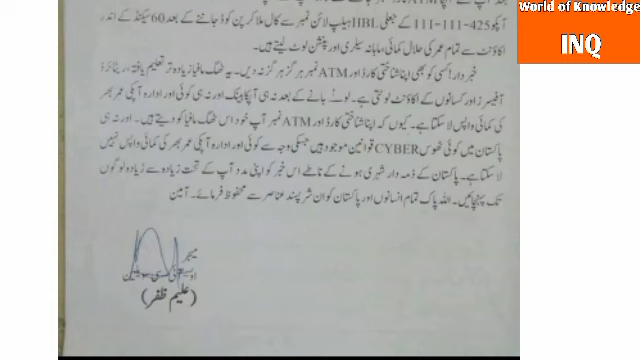 World of Knowledge
INQ
آپکو 425-111-111 کے جعلی HBL ہیلپ لائن نمبر سے کال ملا کر پن کوڈ جاننے کے بعد 60 سیکنڈ کے اندر
اکاؤنٹ سے تمام عمر کی حلال کمائی، ماہانہ سیلری اور پنشن لوٹ لیتے ہیں۔
خبردار! کسی کو بھی اپنا شناختی کارڈ اور ATM نمبر ہرگز ہرگز نہ دیں۔ یہ ٹھگ مافیا زیادہ تر تعلیم یافتہ، ریٹائرڈ
آفیسرز اور کسانوں کے اکاؤنٹ لوٹتی ہے۔ لوٹے جانے کے بعد نہ ہی آپکا بینک اور نہ ہی کوئی اور ادارہ آپکی عمر بھر
کی کمائی واپس لا سکتا ہے۔ کیوں کہ اپنا شناختی کارڈ اور ATM نمبر آپ خود اس ٹھگ مافیا کو دیتے ہیں۔ اور نہ ہی
پاکستان میں کوئی ٹھوس CYBER قوانین موجود ہیں جسکی وجہ سے کوئی اور ادارہ آپکی عمر بھر کی کمائی واپس نہیں
لا سکتا ہے۔ پاکستان کے ذمہ دار شہری ہونے کے ناطے اس خبر کو اپنی مدد آپ کے تحت زیادہ سے زیادہ لوگوں
تک پہنچائیں۔ اللہ پاک تمام انسانوں اور پاکستان کو ان شر پسند عناصر سے محفوظ فرمائے۔ آمین
میجر
(علیم ظفر)